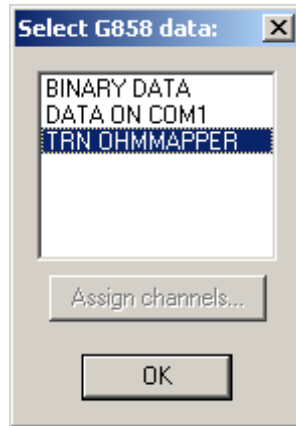 Select G858 data:
BINARY DATA
DATA ON COM1
TRN OHMMAPPER
Assign channels...
OK